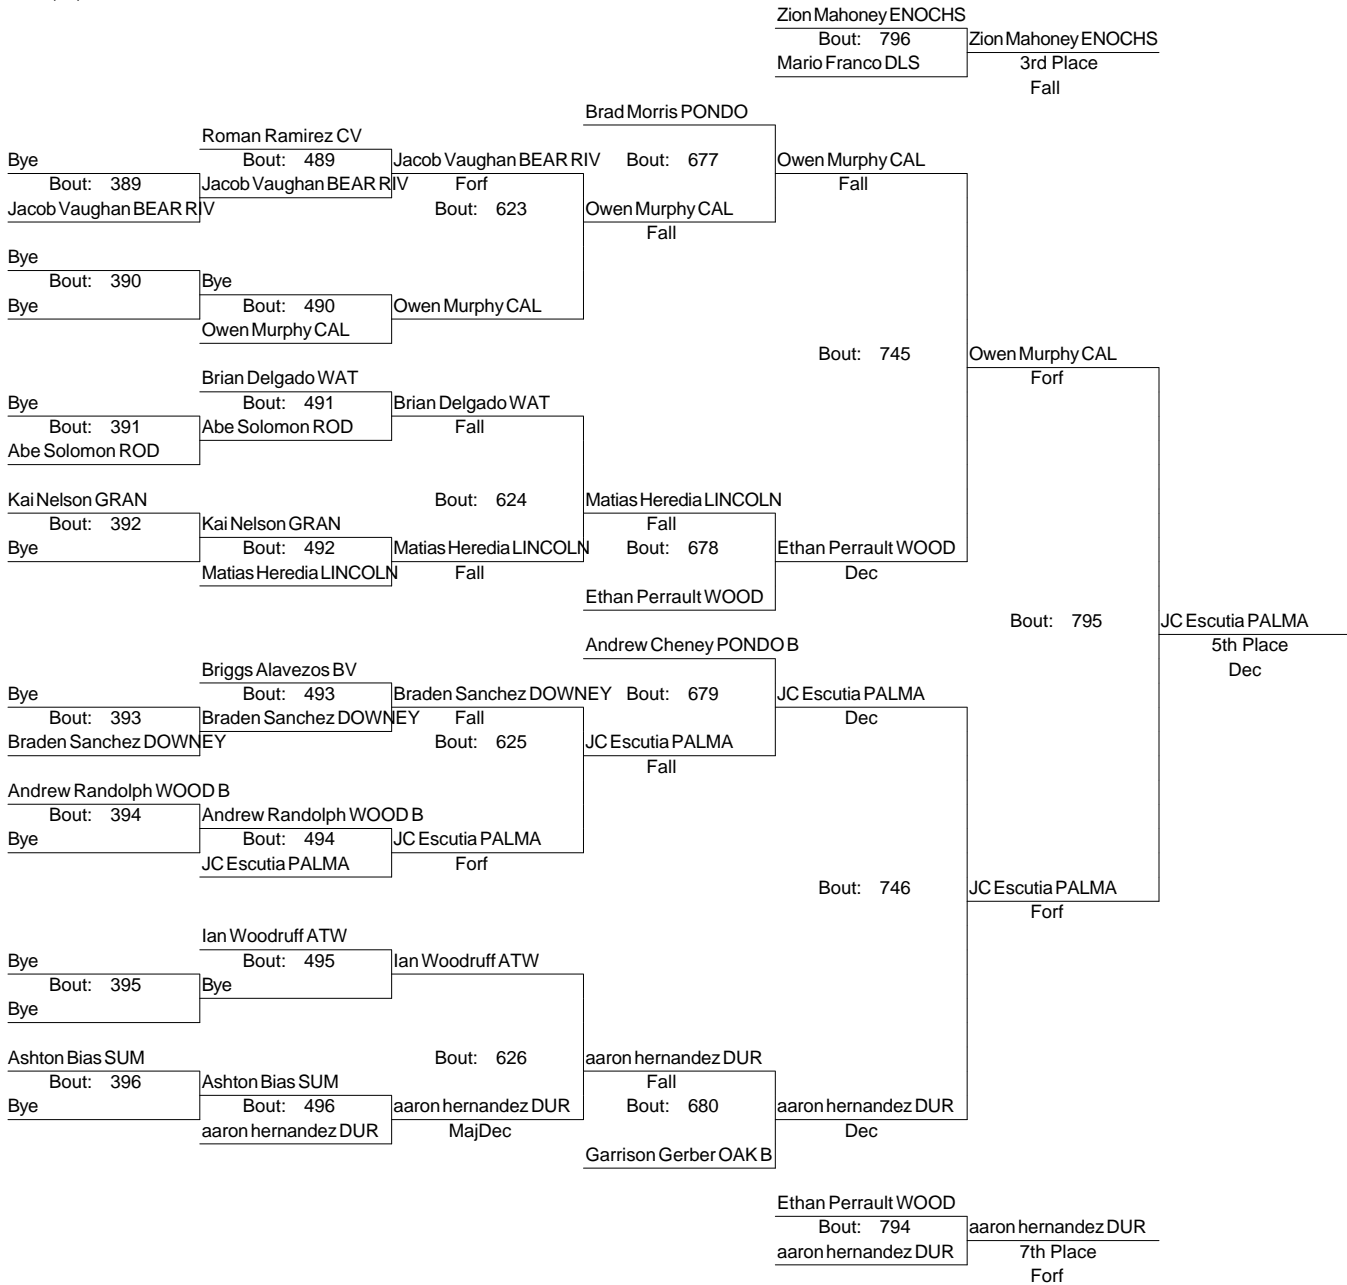 Zion Mahoney ENOCHS
Bout: 796
Zion Mahoney ENOCHS
Mario Franco DLS
3rd Place
Fall
Brad Morris PONDO
Roman Ramirez CV
Bye
Bout: 489
Jacob Vaughan BEAR RIV
Bout: 677
Owen Murphy CAL
Bout: 389
Jacob Vaughan BEAR RIV
Forf
Fall
Jacob Vaughan BEAR RIV
Bout: 623
Owen Murphy CAL
Fall
Bye
Bout: 390
Bye
Bye
Bout: 490
Owen Murphy CAL
Owen Murphy CAL
Bout: 745
Owen Murphy CAL
Forf
Brian Delgado WAT
Bye
Bout: 491
Brian Delgado WAT
Bout: 391
Abe Solomon ROD
Fall
Abe Solomon ROD
Kai Nelson GRAN
Bout: 624
Matias Heredia LINCOLN
Bout: 392
Kai Nelson GRAN
Fall
Bye
Bout: 492
Matias Heredia LINCOLN
Bout: 678
Ethan Perrault WOOD
Matias Heredia LINCOLN
Fall
Dec
Ethan Perrault WOOD
Bout: 795
JC Escutia PALMA
5th Place
Dec
Andrew Cheney PONDO B
Briggs Alavezos BV
Bye
Bout: 493
Braden Sanchez DOWNEY
Bout: 679
JC Escutia PALMA
Bout: 393
Braden Sanchez DOWNEY
Fall
Dec
Braden Sanchez DOWNEY
Bout: 625
JC Escutia PALMA
Fall
Andrew Randolph WOOD B
Bout: 394
Andrew Randolph WOOD B
Bye
Bout: 494
JC Escutia PALMA
JC Escutia PALMA
Forf
Bout: 746
JC Escutia PALMA
Forf
Ian Woodruff ATW
Bye
Bout: 495
Ian Woodruff ATW
Bout: 395
Bye
Bye
Ashton Bias SUM
Bout: 626
aaron hernandez DUR
Bout: 396
Ashton Bias SUM
Fall
Bye
Bout: 496
aaron hernandez DUR
Bout: 680
aaron hernandez DUR
aaron hernandez DUR
MajDec
Dec
Garrison Gerber OAK B
Ethan Perrault WOOD
Bout: 794
aaron hernandez DUR
aaron hernandez DUR
7th Place
Forf